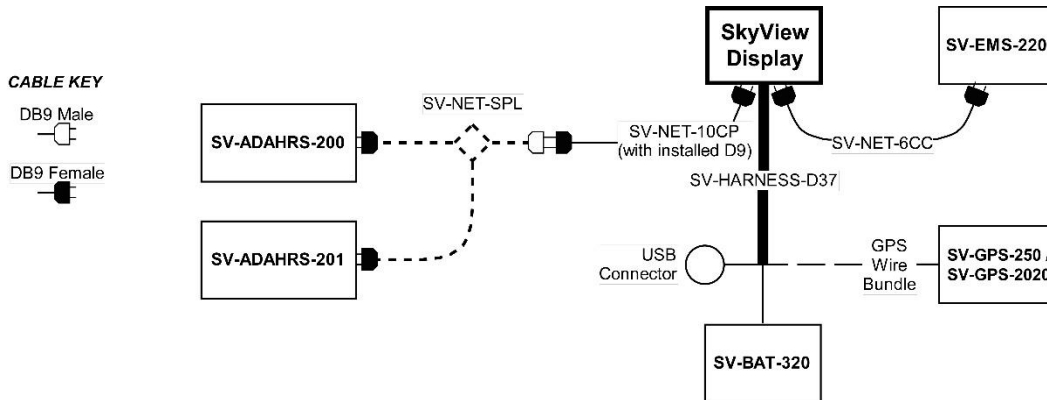 SkyView
Display
SV-EMS-220
CABLE KEY
DB9 Male
DB9 Female
SV-NET-SPL
SV-ADAHRS-200
SV-NET-10CP
(with installed D9)
SV-NET-6CC
SV-HARNESS-D37
SV-ADAHRS-201
USB
Connector
GPS
Wire
Bundle
SV-GPS-250 /
SV-GPS-2020
SV-BAT-320